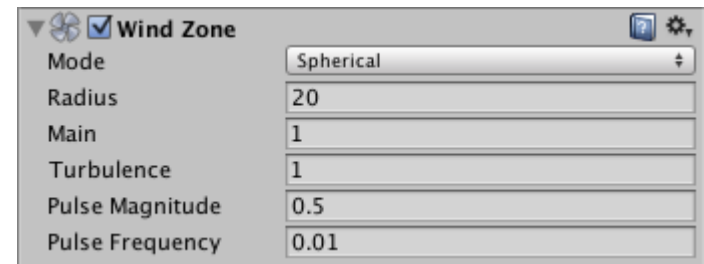 Wind Zone
Mode Spherical
Radius 20
Main 1
Turbulence 1
Pulse Magnitude 0.5
Pulse Frequency 0.01